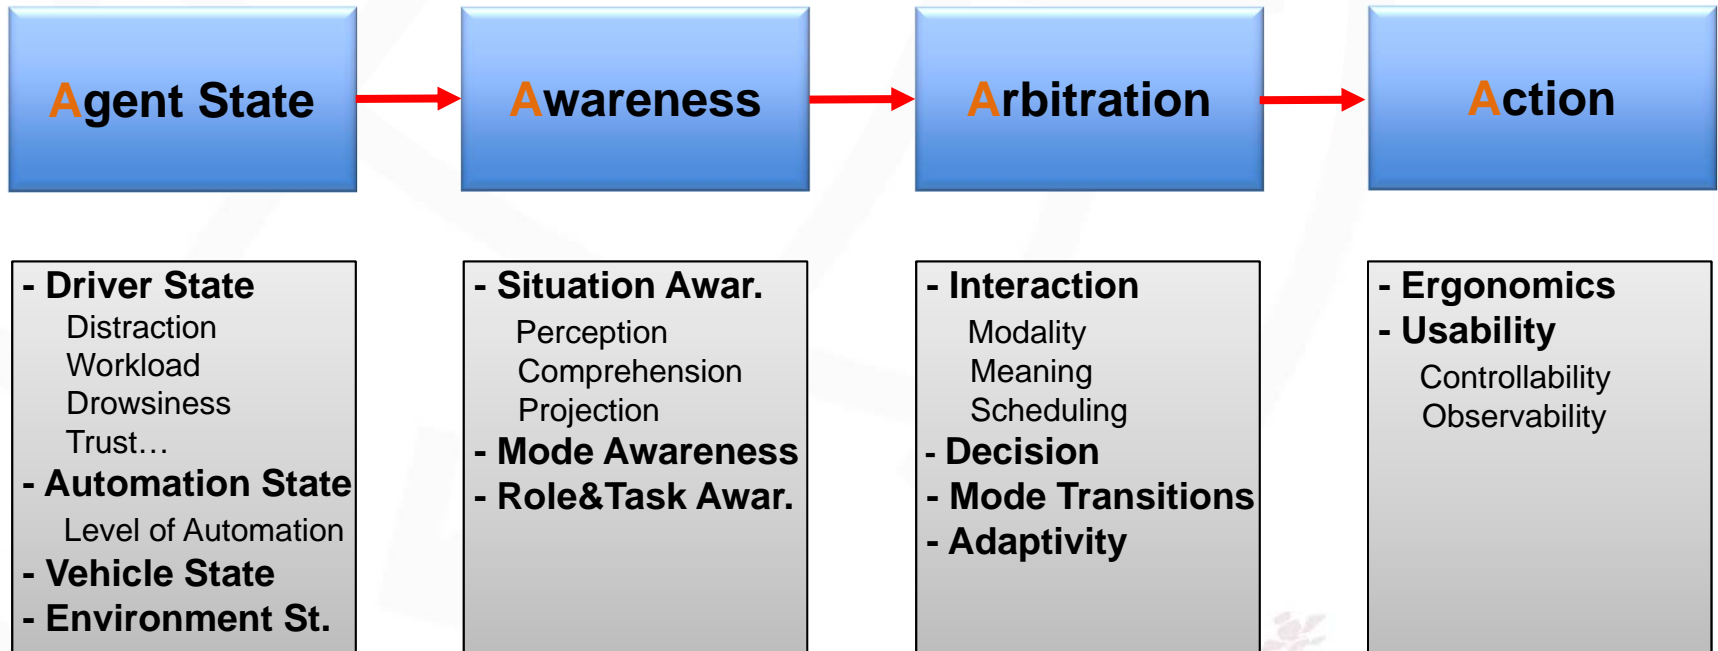 Agent State
Awareness
Arbitration
Action
- Driver State
Distraction
Workload
Drowsiness
Trust…
- Automation State
Level of Automation
- Vehicle State
- Environment St.
- Situation Awar.
Perception
Comprehension
Projection
- Mode Awareness
- Role&Task Awar.
- Interaction
Modality
Meaning
Scheduling
- Decision
- Mode Transitions
- Adaptivity
- Ergonomics
- Usability
Controllability
Observability